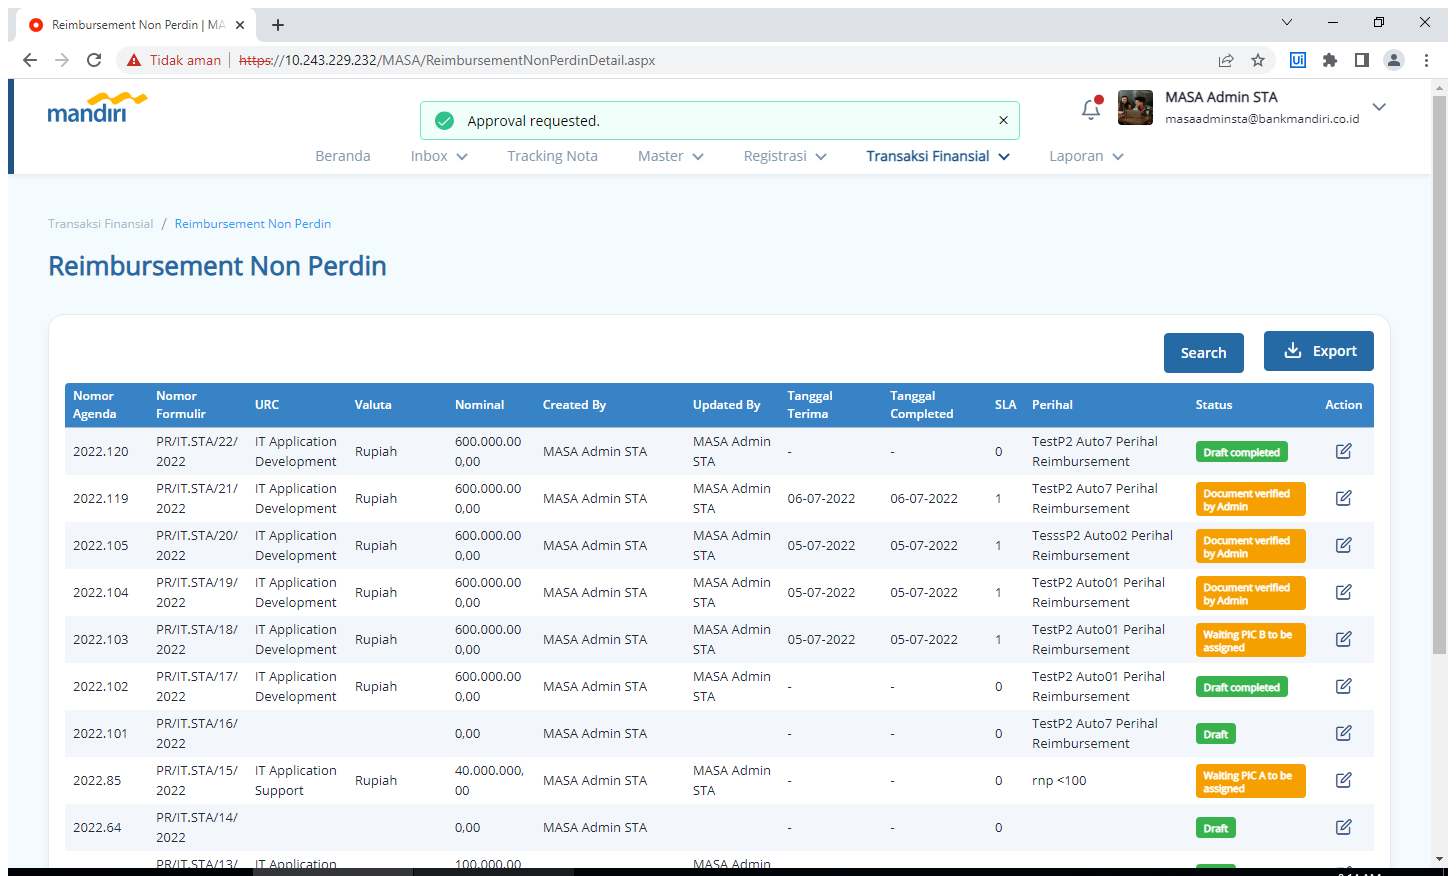 Reimbursement Non Perdin | MA
Tidak aman | https://10.243.229.232/MASA/ReimbursementNonPerdinDetail.aspx
Ui
mandiri
Approval requested.
MASA Admin STA
masaadminsta@bankmandiri.co.id
Beranda Inbox Tracking Nota Master Registrasi Transaksi Finansial Laporan
Transaksi Finansial / Reimbursement Non Perdin
Reimbursement Non Perdin
Search Export
Nomor Agenda Nomor Formulir URC Valuta Nominal Created By Updated By Tanggal Terima Tanggal Completed SLA Perihal Status Action
2022.120 PR/IT.STA/22/2022 IT Application Development Rupiah 600.000.000,00 MASA Admin STA MASA Admin STA - - 0 TestP2 Auto7 Perihal Reimbursement Draft completed
2022.119 PR/IT.STA/21/2022 IT Application Development Rupiah 600.000.000,00 MASA Admin STA MASA Admin STA 06-07-2022 06-07-2022 1 TestP2 Auto7 Perihal Reimbursement Document verified by Admin
2022.105 PR/IT.STA/20/2022 IT Application Development Rupiah 600.000.000,00 MASA Admin STA MASA Admin STA 05-07-2022 05-07-2022 1 TesssP2 Auto02 Perihal Reimbursement Document verified by Admin
2022.104 PR/IT.STA/19/2022 IT Application Development Rupiah 600.000.000,00 MASA Admin STA MASA Admin STA 05-07-2022 05-07-2022 1 TestP2 Auto01 Perihal Reimbursement Document verified by Admin
2022.103 PR/IT.STA/18/2022 IT Application Development Rupiah 600.000.000,00 MASA Admin STA MASA Admin STA 05-07-2022 05-07-2022 1 TestP2 Auto01 Perihal Reimbursement Waiting PIC B to be assigned
2022.102 PR/IT.STA/17/2022 IT Application Development Rupiah 600.000.000,00 MASA Admin STA MASA Admin STA - - 0 TestP2 Auto01 Perihal Reimbursement Draft completed
2022.101 PR/IT.STA/16/2022 0,00 MASA Admin STA - - 0 TestP2 Auto7 Perihal Reimbursement Draft
2022.85 PR/IT.STA/15/2022 IT Application Support Rupiah 40.000.000,00 MASA Admin STA MASA Admin STA - - 0 rnp <100 Waiting PIC A to be assigned
2022.64 PR/IT.STA/14/2022 0,00 MASA Admin STA - - 0 Draft
PR/IT.STA/13/ IT Application 100.000.00 MASA Admin